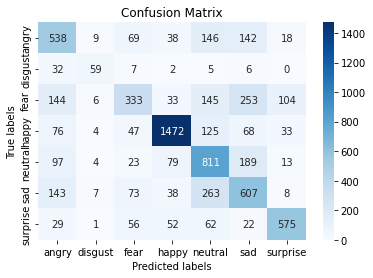 Confusion Matrix
True labels
angry 538 9 69 38 146 142 18
disgust 32 59 7 2 5 6 0
fear 144 6 333 33 145 253 104
happy 76 4 47 1472 125 68 33
neutral 97 4 23 79 811 189 13
sad 143 7 73 38 263 607 8
surprise 29 1 56 52 62 22 575
angry disgust fear happy neutral sad surprise
Predicted labels
1400
1200
1000
800
600
400
200
0